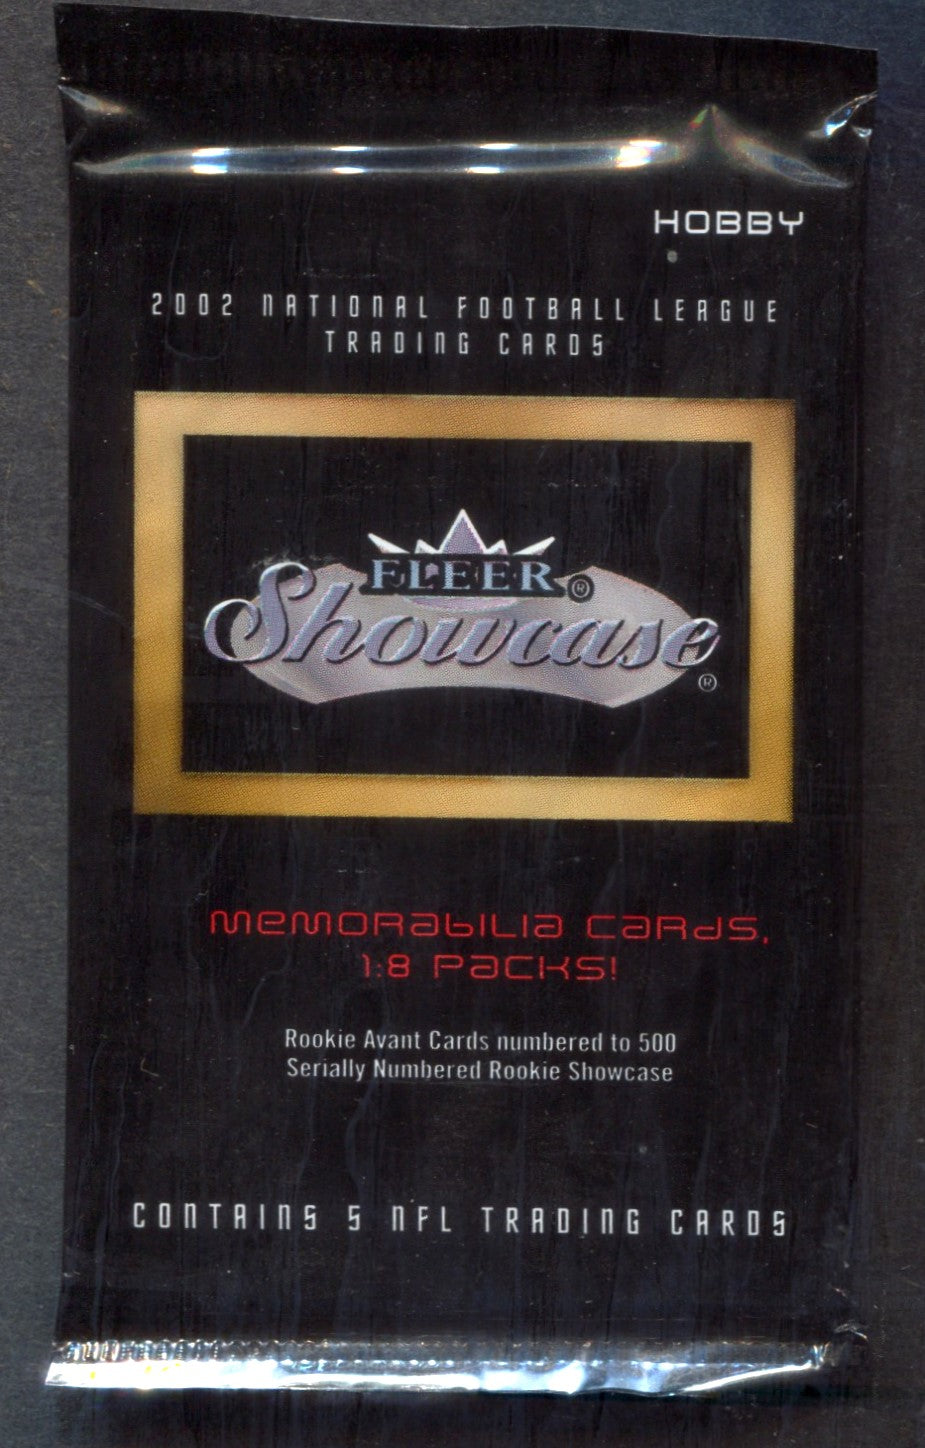 HOBBY
2002 NATIONAL FOOTBALL LEAGUE
TRADING CARDS
FLEER®
Showcase®
MEMORABILIA CARDS,
1:8 PACKS!
Rookie Avant Cards numbered to 500
Serially Numbered Rookie Showcase
CONTAINS 5 NFL TRADING CARDS